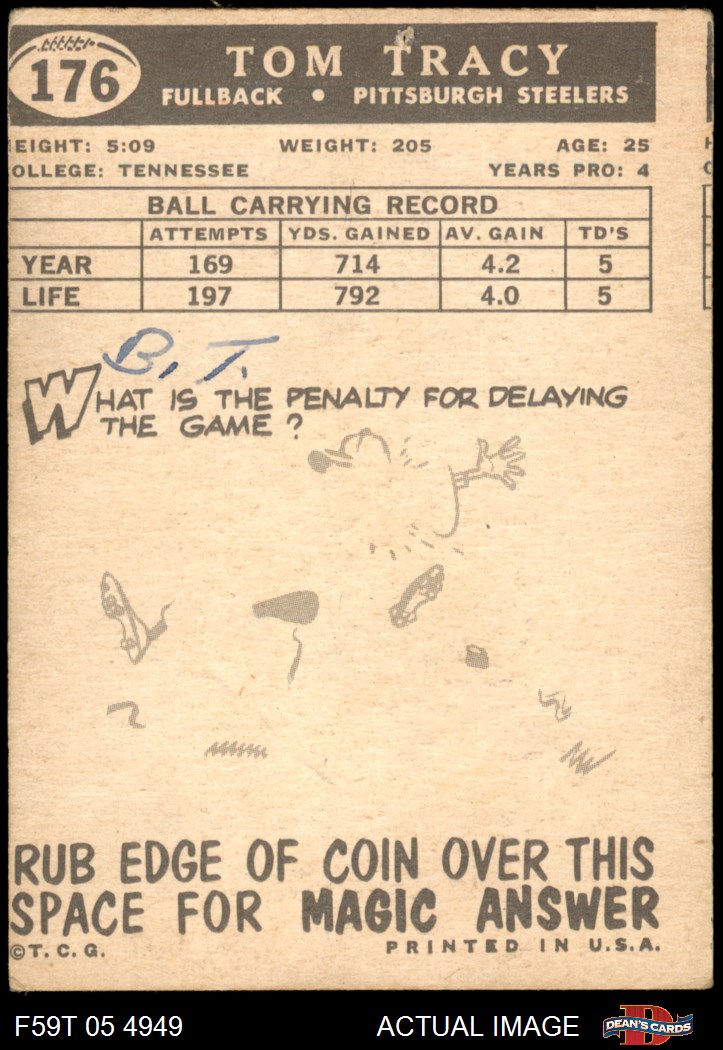 176
TOM TRACY
FULLBACK • PITTSBURGH STEELERS
EIGHT: 5:09 WEIGHT: 205 AGE: 25
OLLEGE: TENNESSEE YEARS PRO: 4
BALL CARRYING RECORD
ATTEMPTS YDS. GAINED AV. GAIN TD'S
YEAR 169 714 4.2 5
LIFE 197 792 4.0 5
B. T.
WHAT IS THE PENALTY FOR DELAYING
THE GAME?
RUB EDGE OF COIN OVER THIS
SPACE FOR MAGIC ANSWER
©T. C. G. PRINTED IN U.S.A.
F59T 05 4949 ACTUAL IMAGE DEAN'S CARDS